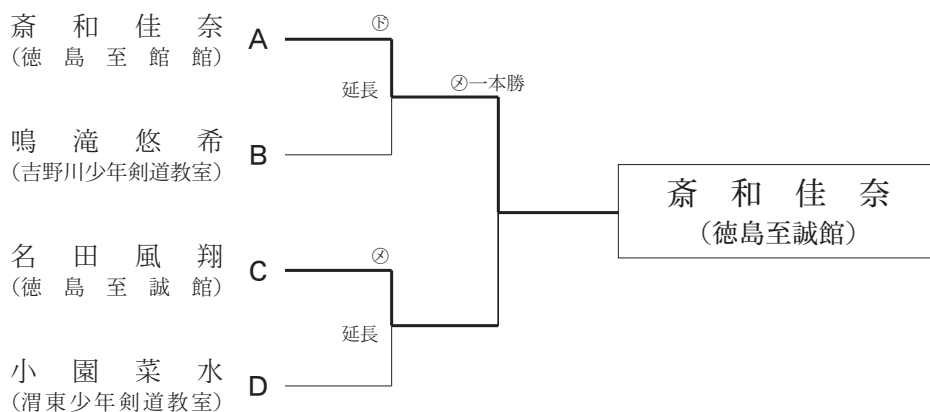 斎和佳奈
(徳島至館館)
A
㋣
延長
㋱一本勝
鳴滝悠希
(吉野川少年剣道教室)
B
斎和佳奈
(徳島至誠館)
名田風翔
(徳島至誠館)
C
㋱
延長
小園菜水
(渭東少年剣道教室)
D